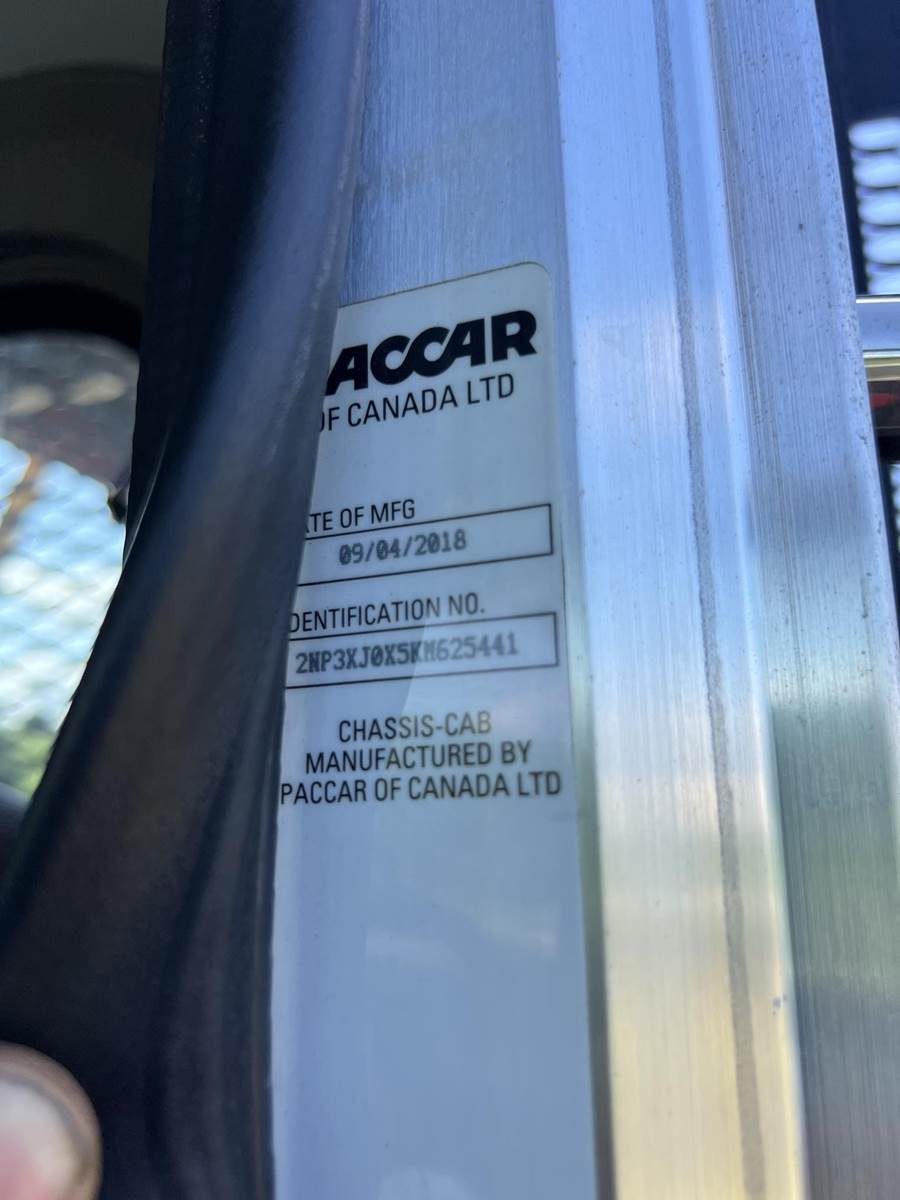 ACCAR
OF CANADA LTD
ATE OF MFG
09/04/2018
DENTIFICATION NO.
2NP3XJ0X5KM625441
CHASSIS-CAB
MANUFACTURED BY
PACCAR OF CANADA LTD